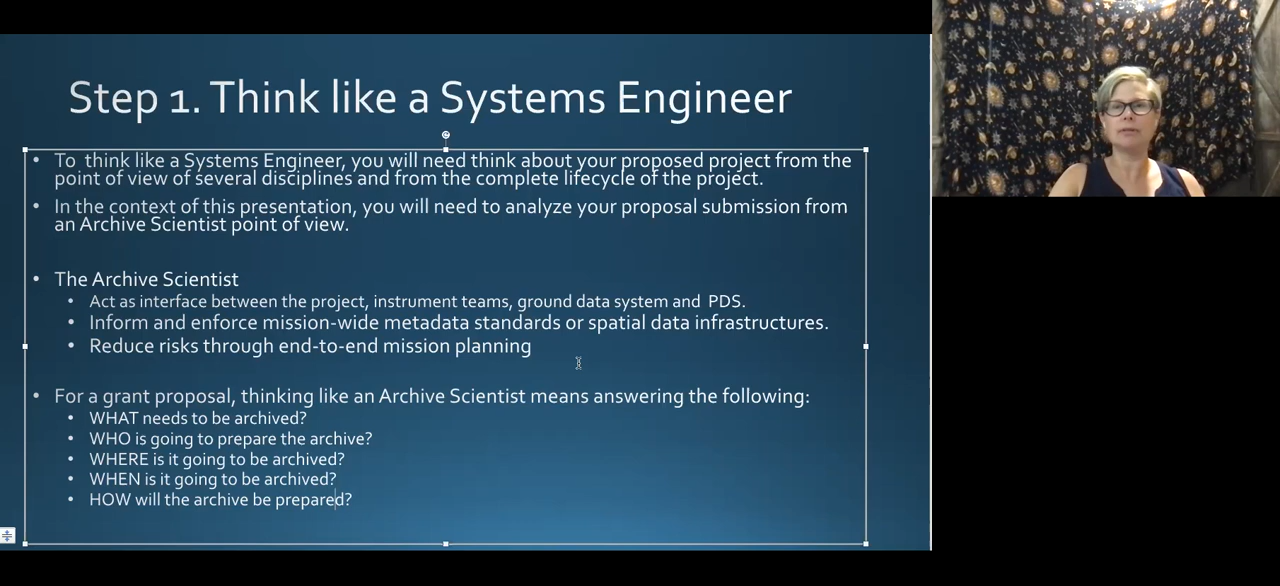 Step 1. Think like a Systems Engineer
• To think like a Systems Engineer, you will need think about your proposed project from the
point of view of several disciplines and from the complete lifecycle of the project.
• In the context of this presentation, you will need to analyze your proposal submission from
an Archive Scientist point of view.
• The Archive Scientist
• Act as interface between the project, instrument teams, ground data system and PDS.
• Inform and enforce mission-wide metadata standards or spatial data infrastructures.
• Reduce risks through end-to-end mission planning
• For a grant proposal, thinking like an Archive Scientist means answering the following:
• WHAT needs to be archived?
• WHO is going to prepare the archive?
• WHERE is it going to be archived?
• WHEN is it going to be archived?
• HOW will the archive be prepared?